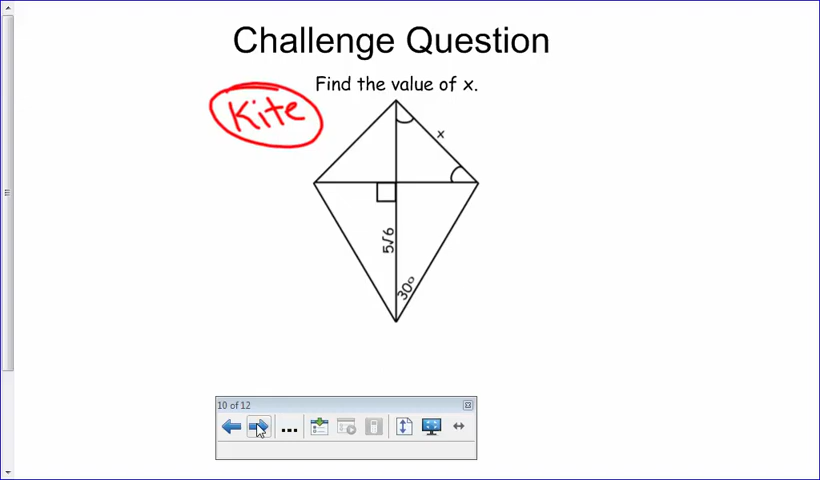 Challenge Question
Find the value of x.
Kite
x
5√6
30°
10 of 12
...